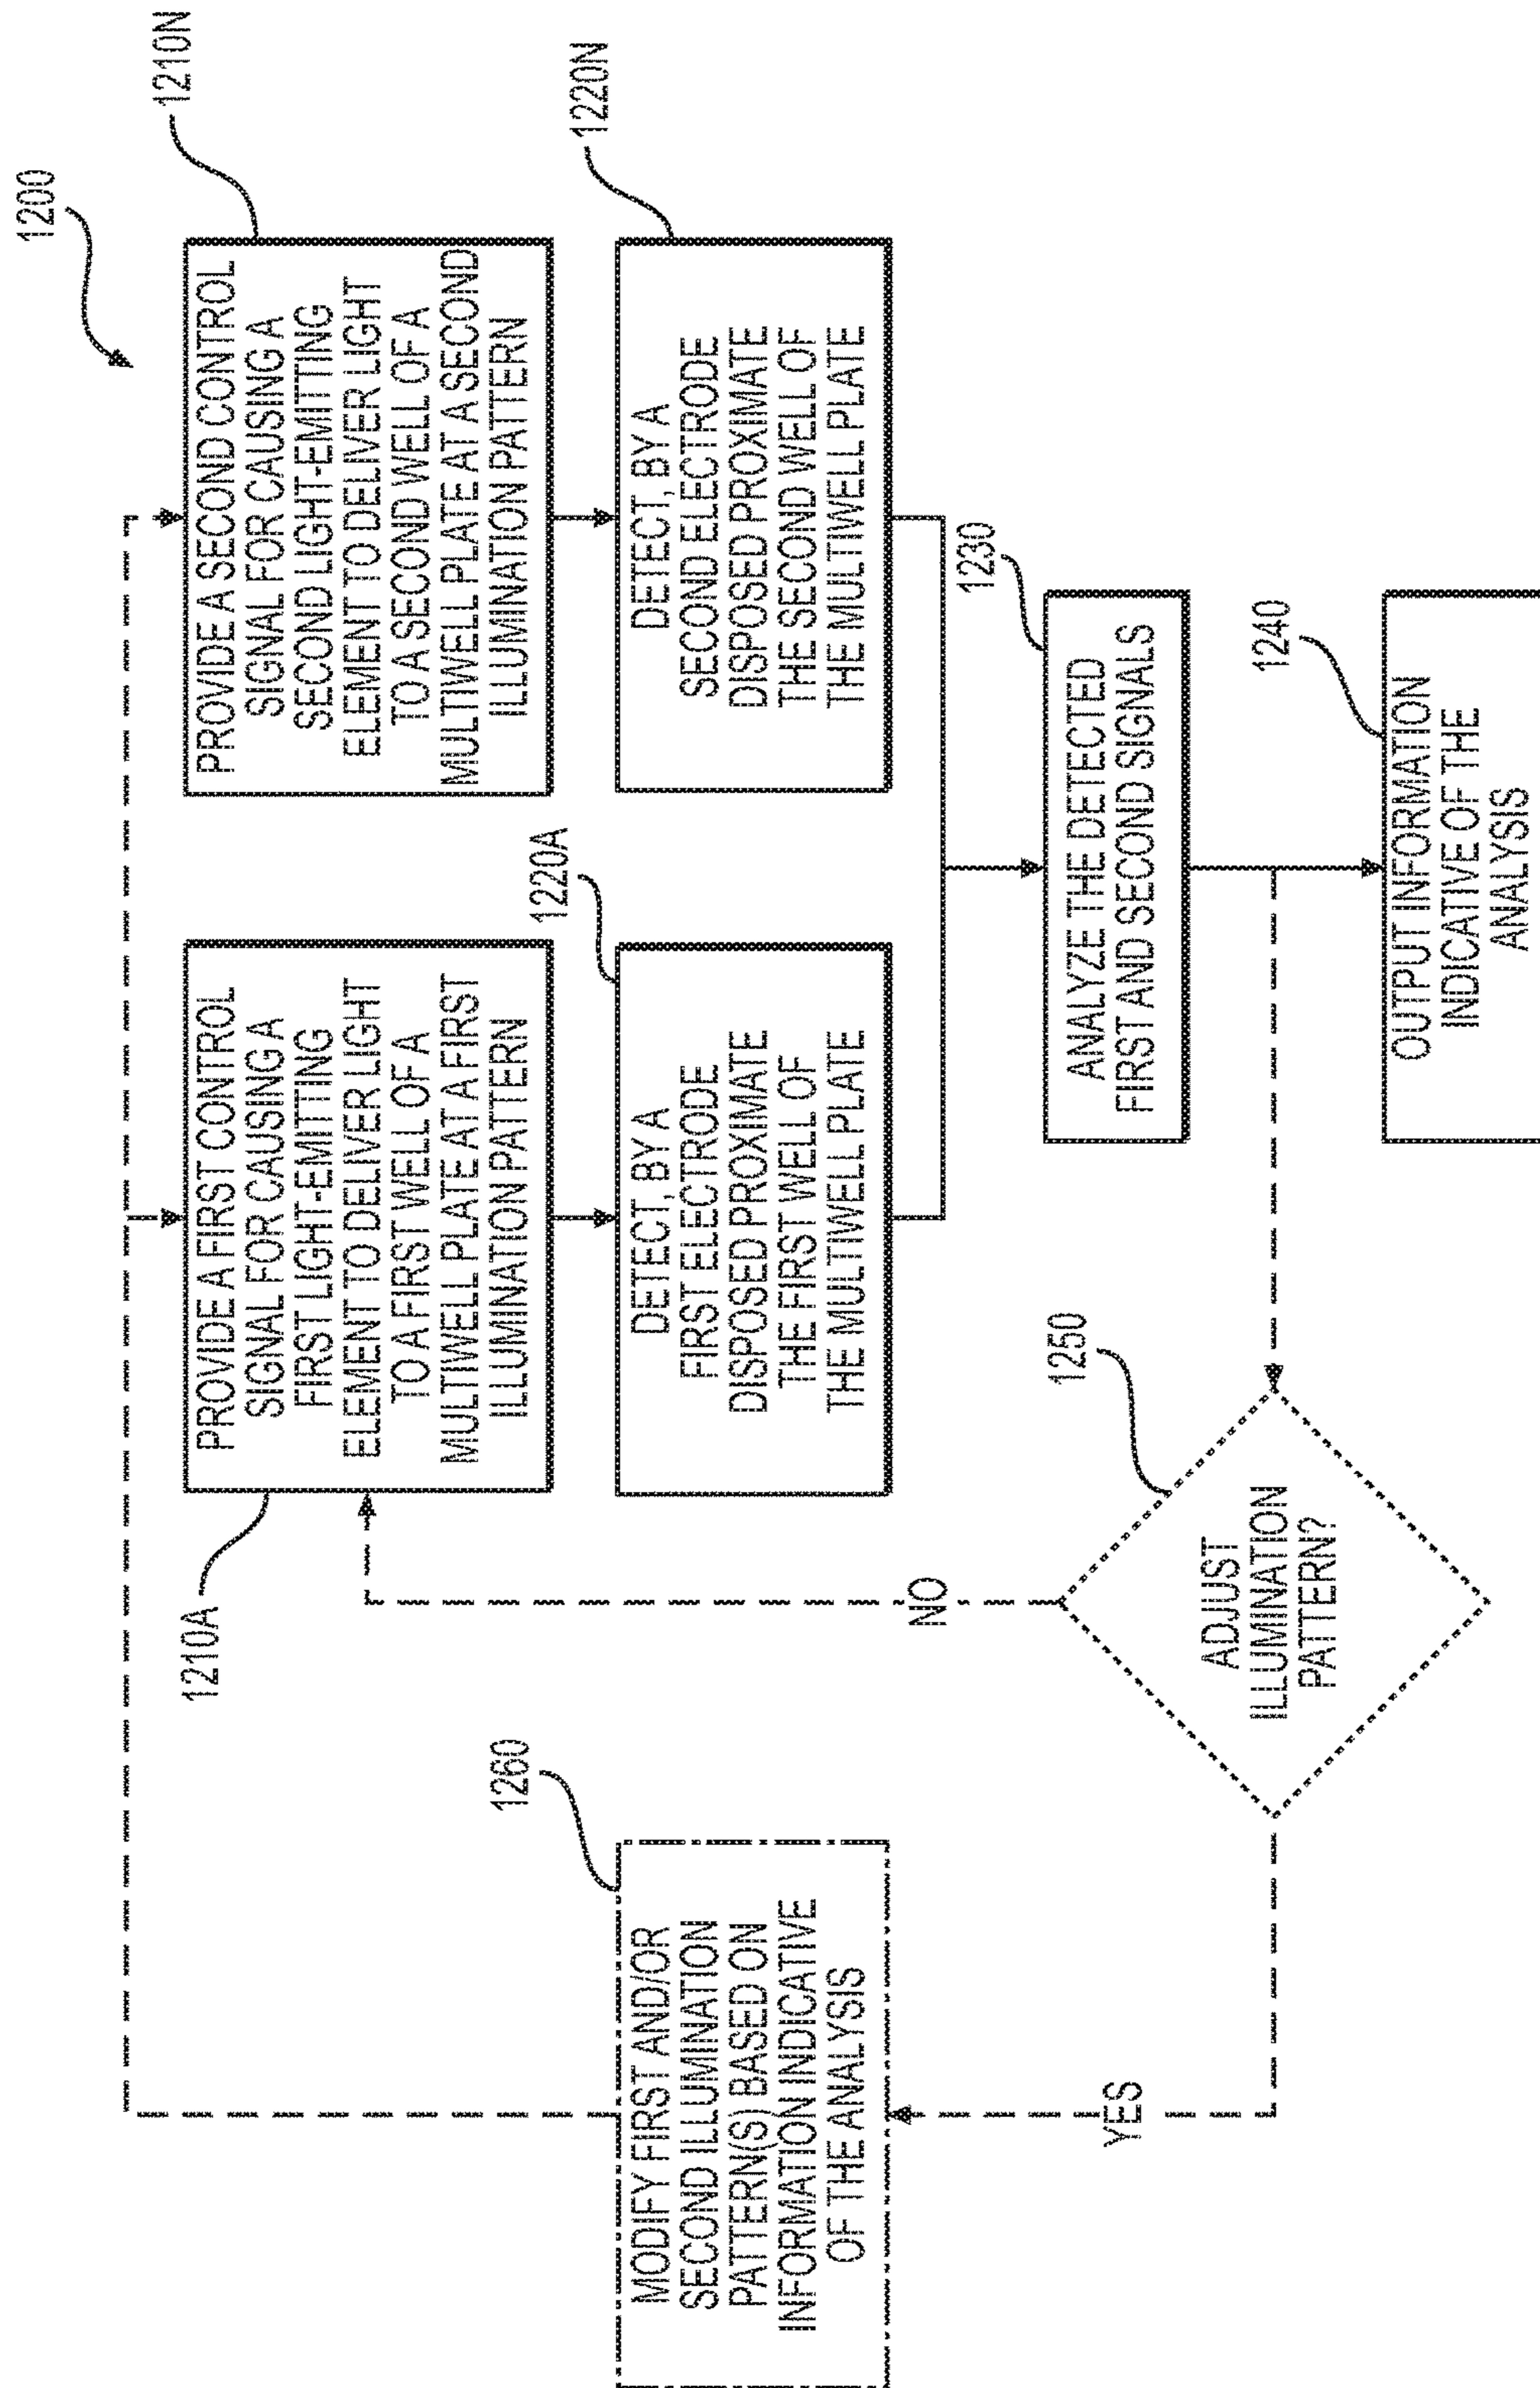 1200
1210A
PROVIDE A FIRST CONTROL
SIGNAL FOR CAUSING A
FIRST LIGHT-EMITTING
ELEMENT TO DELIVER LIGHT
TO A FIRST WELL OF A
MULTIWELL PLATE AT A FIRST
ILLUMINATION PATTERN
1210N
PROVIDE A SECOND CONTROL
SIGNAL FOR CAUSING A
SECOND LIGHT-EMITTING
ELEMENT TO DELIVER LIGHT
TO A SECOND WELL OF A
MULTIWELL PLATE AT A SECOND
ILLUMINATION PATTERN
1260
MODIFY FIRST AND/OR
SECOND ILLUMINATION
PATTERN(S) BASED ON
INFORMATION INDICATIVE
OF THE ANALYSIS
1220A
DETECT, BY A
FIRST ELECTRODE
DISPOSED PROXIMATE
THE FIRST WELL OF
THE MULTIWELL PLATE
1220N
DETECT, BY A
SECOND ELECTRODE
DISPOSED PROXIMATE
THE SECOND WELL OF
THE MULTIWELL PLATE
NO
YES
1250
ADJUST
ILLUMINATION
PATTERN?
1230
ANALYZE THE DETECTED
FIRST AND SECOND SIGNALS
1240
OUTPUT INFORMATION
INDICATIVE OF THE
ANALYSIS